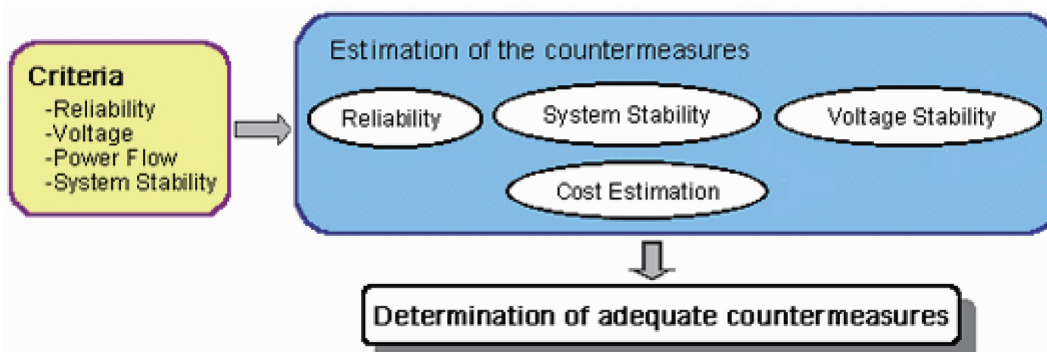 Criteria
-Reliability
-Voltage
-Power Flow
-System Stability
Estimation of the countermeasures
Reliability
System Stability
Voltage Stability
Cost Estimation
Determination of adequate countermeasures